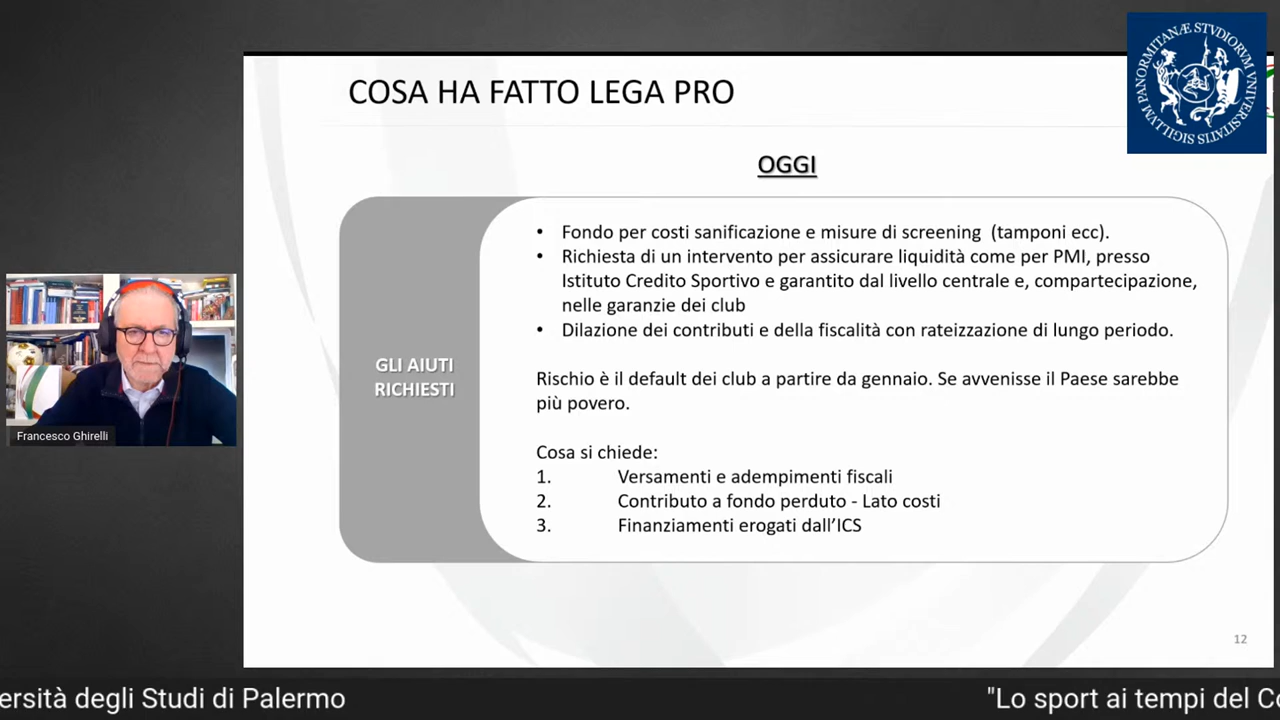 COSA HA FATTO LEGA PRO
SIGILLVM PANORMITANÆ STVDIORVM VNIVERSITATIS
OGGI
GLI AIUTI
RICHIESTI
• Fondo per costi sanificazione e misure di screening (tamponi ecc).
• Richiesta di un intervento per assicurare liquidità come per PMI, presso
Istituto Credito Sportivo e garantito dal livello centrale e, compartecipazione,
nelle garanzie dei club
• Dilazione dei contributi e della fiscalità con rateizzazione di lungo periodo.
Rischio è il default dei club a partire da gennaio. Se avvenisse il Paese sarebbe
più povero.
Cosa si chiede:
1. Versamenti e adempimenti fiscali
2. Contributo a fondo perduto - Lato costi
3. Finanziamenti erogati dall’ICS
Francesco Ghirelli
12
ersità degli Studi di Palermo
"Lo sport ai tempi del Co